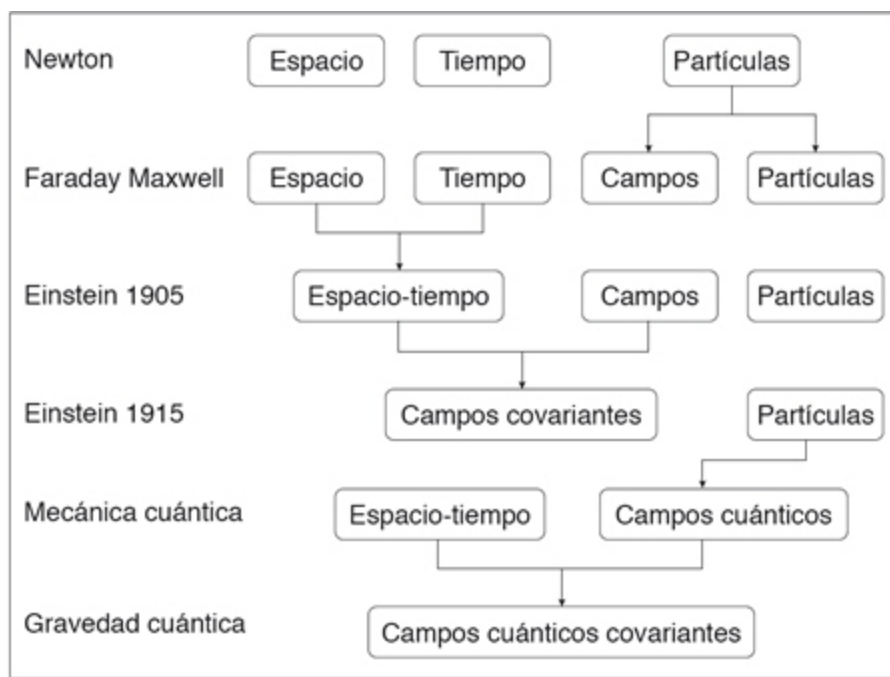 Newton Espacio Tiempo Partículas
Faraday Maxwell Espacio Tiempo Campos Partículas
Einstein 1905 Espacio-tiempo Campos Partículas
Einstein 1915 Campos covariantes Partículas
Mecánica cuántica Espacio-tiempo Campos cuánticos
Gravedad cuántica Campos cuánticos covariantes